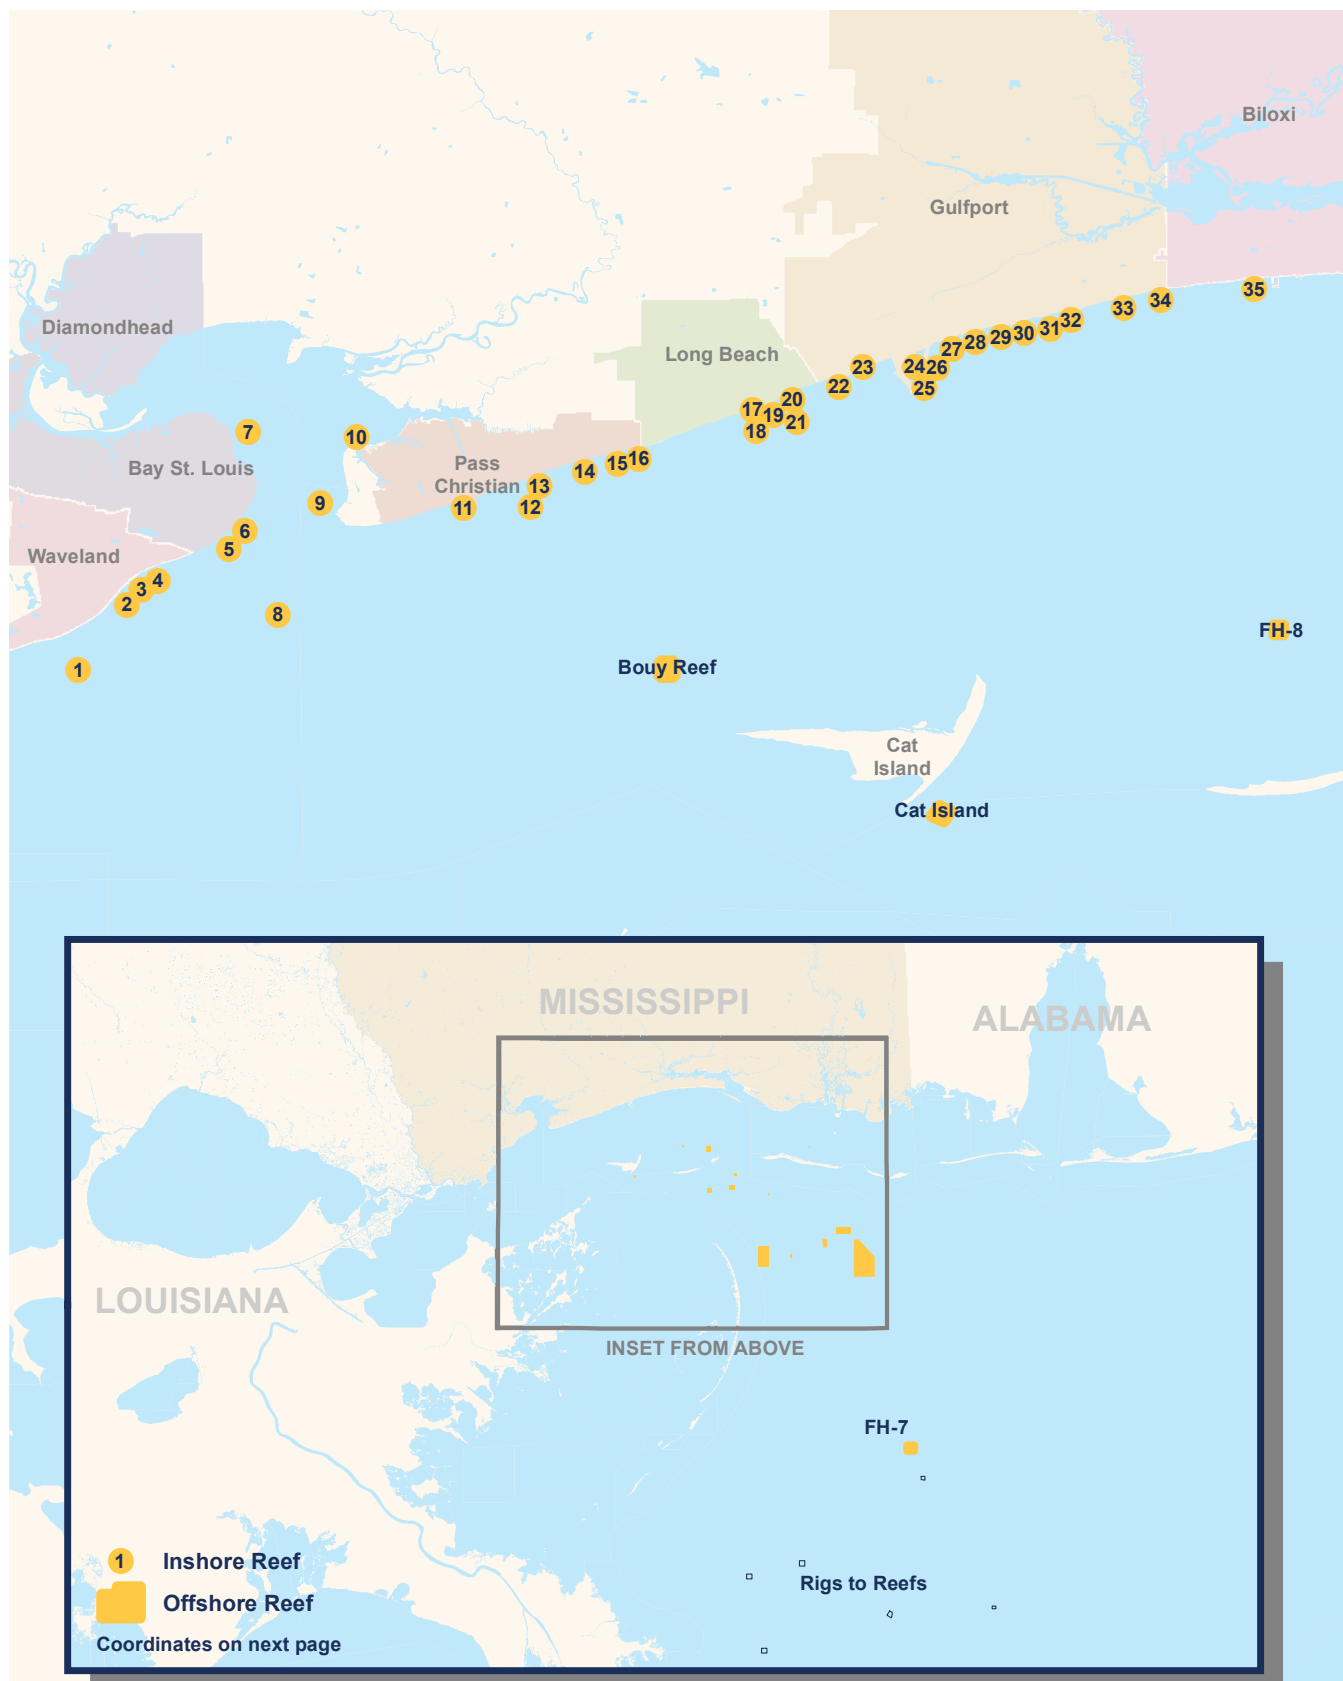 Biloxi
Gulfport
35
34
33
32
31
30
29
28
27
26
24
25
23
22
Diamondhead
Long Beach
20
17
19
21
18
7
10
Bay St. Louis
Pass
Christian
16
15
14
13
12
11
9
6
5
Waveland
4
3
2
8
1
FH-8
Bouy Reef
Cat
Island
Cat Island
MISSISSIPPI
ALABAMA
LOUISIANA
INSET FROM ABOVE
FH-7
1 Inshore Reef
Offshore Reef
Rigs to Reefs
Coordinates on next page